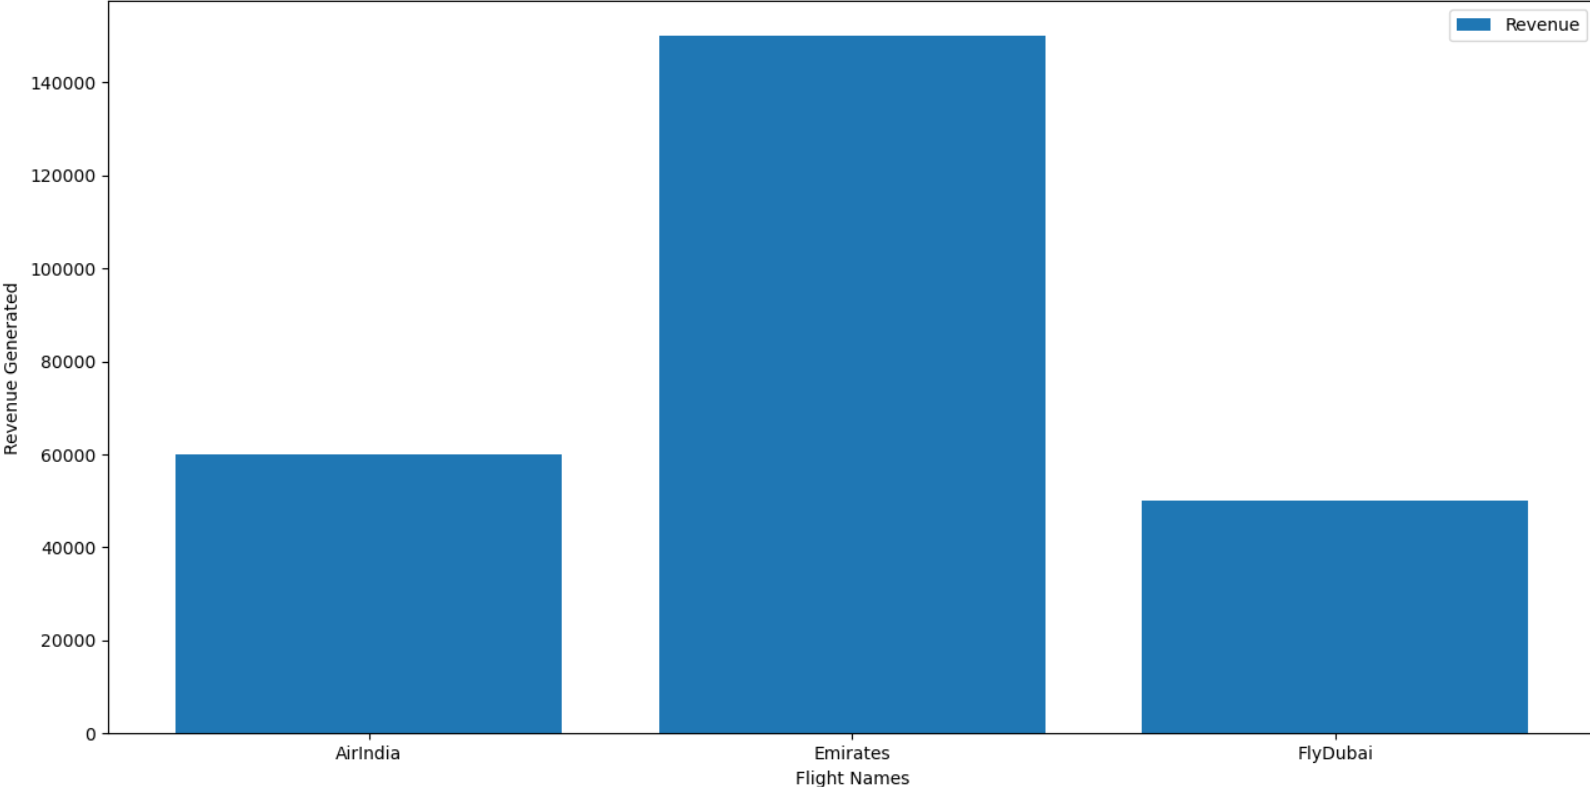 Revenue
Revenue Generated
140000
120000
100000
80000
60000
40000
20000
0
AirIndia
Emirates
FlyDubai
Flight Names